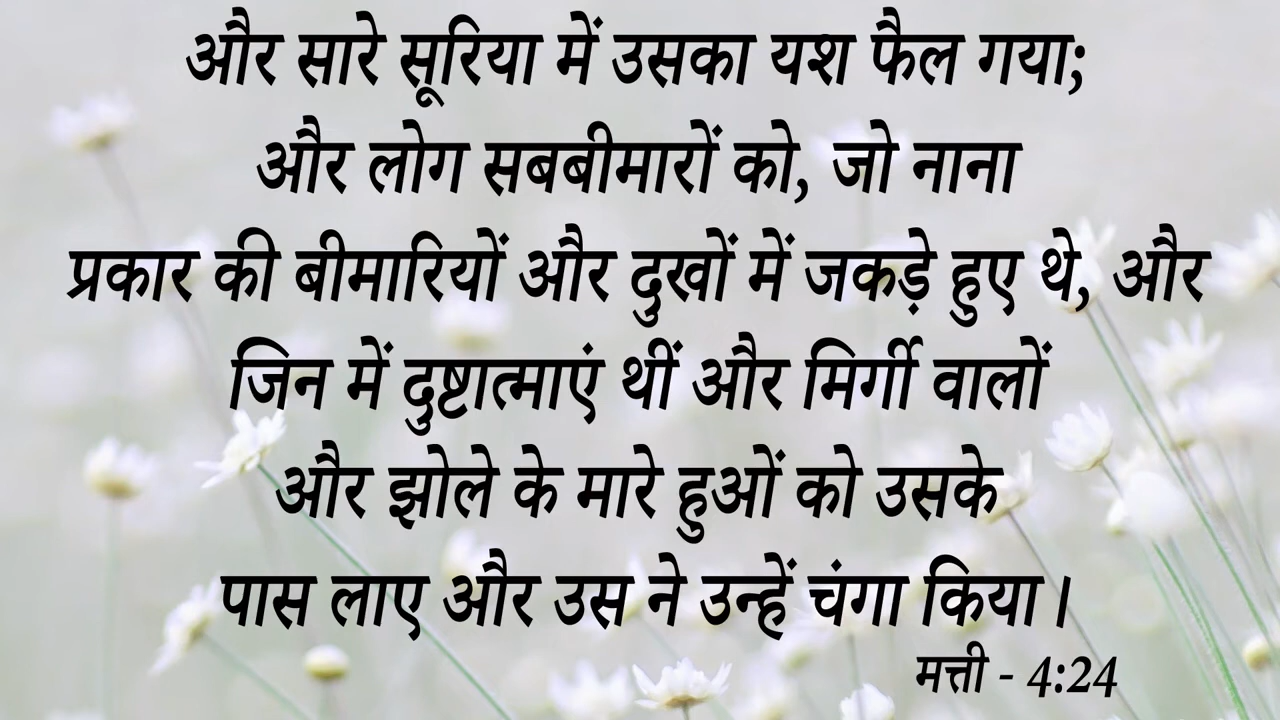 और सारे सूरिया में उसका यश फैल गया;
और लोग सबबीमारों को, जो नाना
प्रकार की बीमारियों और दुखों में जकड़े हुए थे, और
जिन में दुष्टात्माएं थीं और मिर्गी वालों
और झोले के मारे हुओं को उसके
पास लाए और उस ने उन्हें चंगा किया।
मत्ती - 4:24